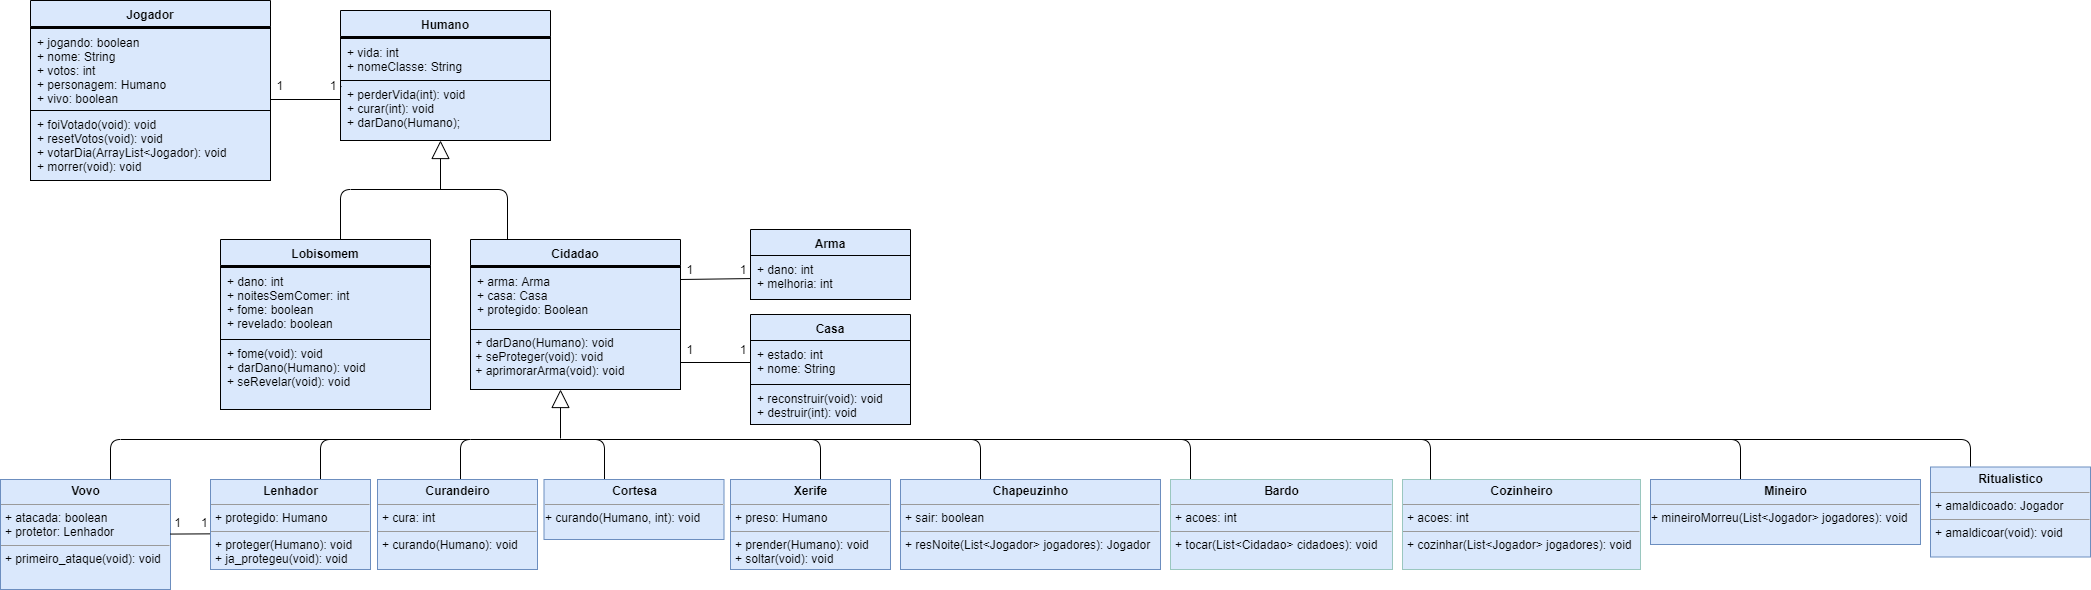 Jogador
+ jogando: boolean
+ nome: String
+ votos: int
+ personagem: Humano
+ vivo: boolean
+ foiVotado(void): void
+ resetVotos(void): void
+ votarDia(ArrayList<Jogador): void
+ morrer(void): void
1
1
Humano
+ vida: int
+ nomeClasse: String
+ perderVida(int): void
+ curar(int): void
+ darDano(Humano);
Lobisomem
+ dano: int
+ noitesSemComer: int
+ fome: boolean
+ revelado: boolean
+ fome(void): void
+ darDano(Humano): void
+ seRevelar(void): void
Cidadao
+ arma: Arma
+ casa: Casa
+ protegido: Boolean
+ darDano(Humano): void
+ seProteger(void): void
+ aprimorarArma(void): void
1
1
Arma
+ dano: int
+ melhoria: int
1
1
Casa
+ estado: int
+ nome: String
+ reconstruir(void): void
+ destruir(int): void
Vovo
+ atacada: boolean
+ protetor: Lenhador
+ primeiro_ataque(void): void
1
1
Lenhador
+ protegido: Humano
+ proteger(Humano): void
+ ja_protegeu(void): void
Curandeiro
+ cura: int
+ curando(Humano): void
Cortesa
+ curando(Humano, int): void
Xerife
+ preso: Humano
+ prender(Humano): void
+ soltar(void): void
Chapeuzinho
+ sair: boolean
+ resNoite(List<Jogador> jogadores): Jogador
Bardo
+ acoes: int
+ tocar(List<Cidadao> cidadoes): void
Cozinheiro
+ acoes: int
+ cozinhar(List<Jogador> jogadores): void
Mineiro
+ mineiroMorreu(List<Jogador> jogadores): void
Ritualistico
+ amaldicoado: Jogador
+ amaldicoar(void): void